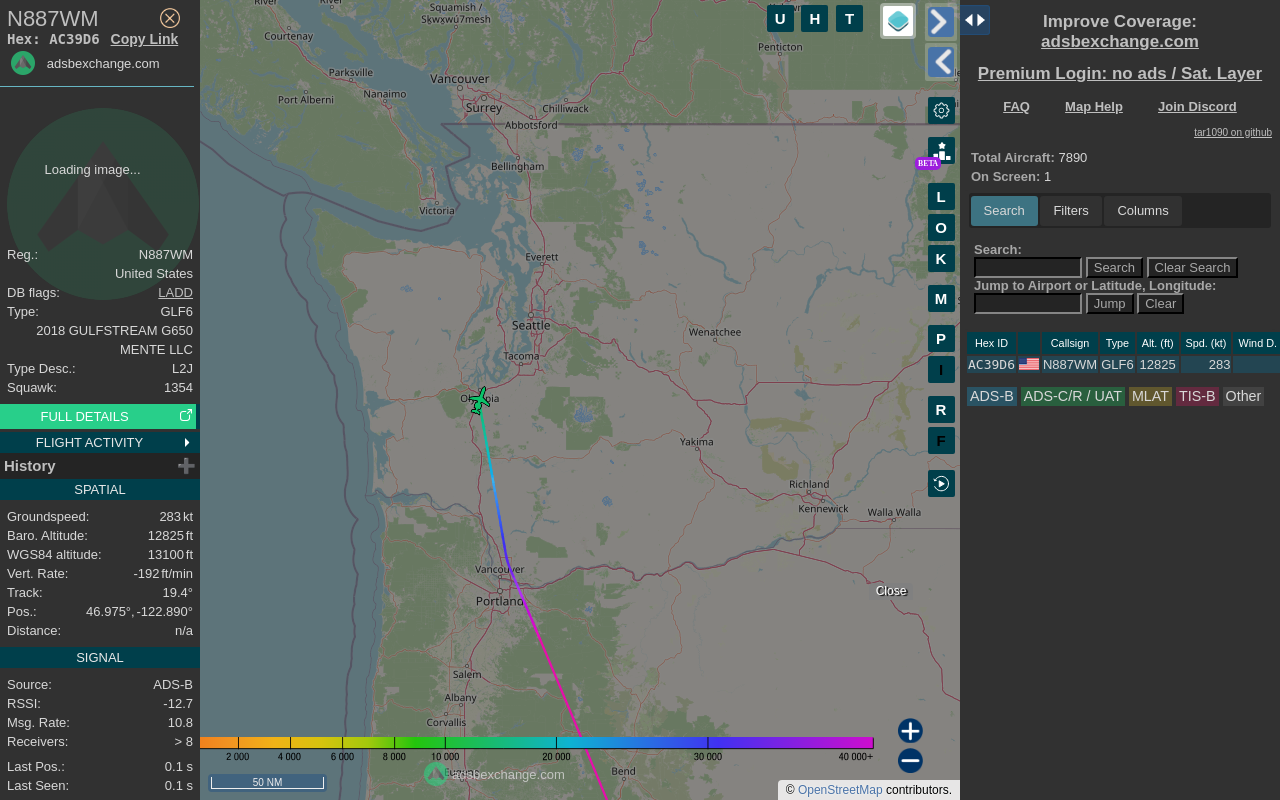 N887WM
Hex: AC39D6 Copy Link
adsbexchange.com
Loading image...
Reg.: N887WM
United States
DB flags: LADD
Type: GLF6
2018 GULFSTREAM G650
MENTE LLC
Type Desc.: L2J
Squawk: 1354
FULL DETAILS
FLIGHT ACTIVITY
History
SPATIAL
Groundspeed: 283 kt
Baro. Altitude: 12825 ft
WGS84 altitude: 13100 ft
Vert. Rate: -192 ft/min
Track: 19.4°
Pos.: 46.975°, -122.890°
Distance: n/a
SIGNAL
Source: ADS-B
RSSI: -12.7
Msg. Rate: 10.8
Receivers: > 8
Last Pos.: 0.1 s
Last Seen: 0.1 s
River
River
Squamish /
Sḵwx̱wú7mesh
Courtenay
Parksville
Nanaimo
Port Alberni
Vancouver
Surrey
Chilliwack
Abbotsford
Penticton
Bellingham
Victoria
Everett
Seattle
Tacoma
Wenatchee
Yakima
Richland
Kennewick
Walla Walla
Vancouver
Portland
Salem
Albany
Corvallis
Bend
Close
U H T
BETA
L
O
K
M
P
I
R
F
2 000 4 000 6 000 8 000 10 000 20 000 30 000 40 000+
50 NM
adsbexchange.com
© OpenStreetMap contributors.
Improve Coverage:
adsbexchange.com
Premium Login: no ads / Sat. Layer
FAQ Map Help Join Discord
tar1090 on github
Total Aircraft: 7890
On Screen: 1
Search Filters Columns
Search:
Search Clear Search
Jump to Airport or Latitude, Longitude:
Jump Clear
Hex ID Callsign Type Alt. (ft) Spd. (kt) Wind D.
AC39D6 N887WM GLF6 12825 283
ADS-B ADS-C/R / UAT MLAT TIS-B Other